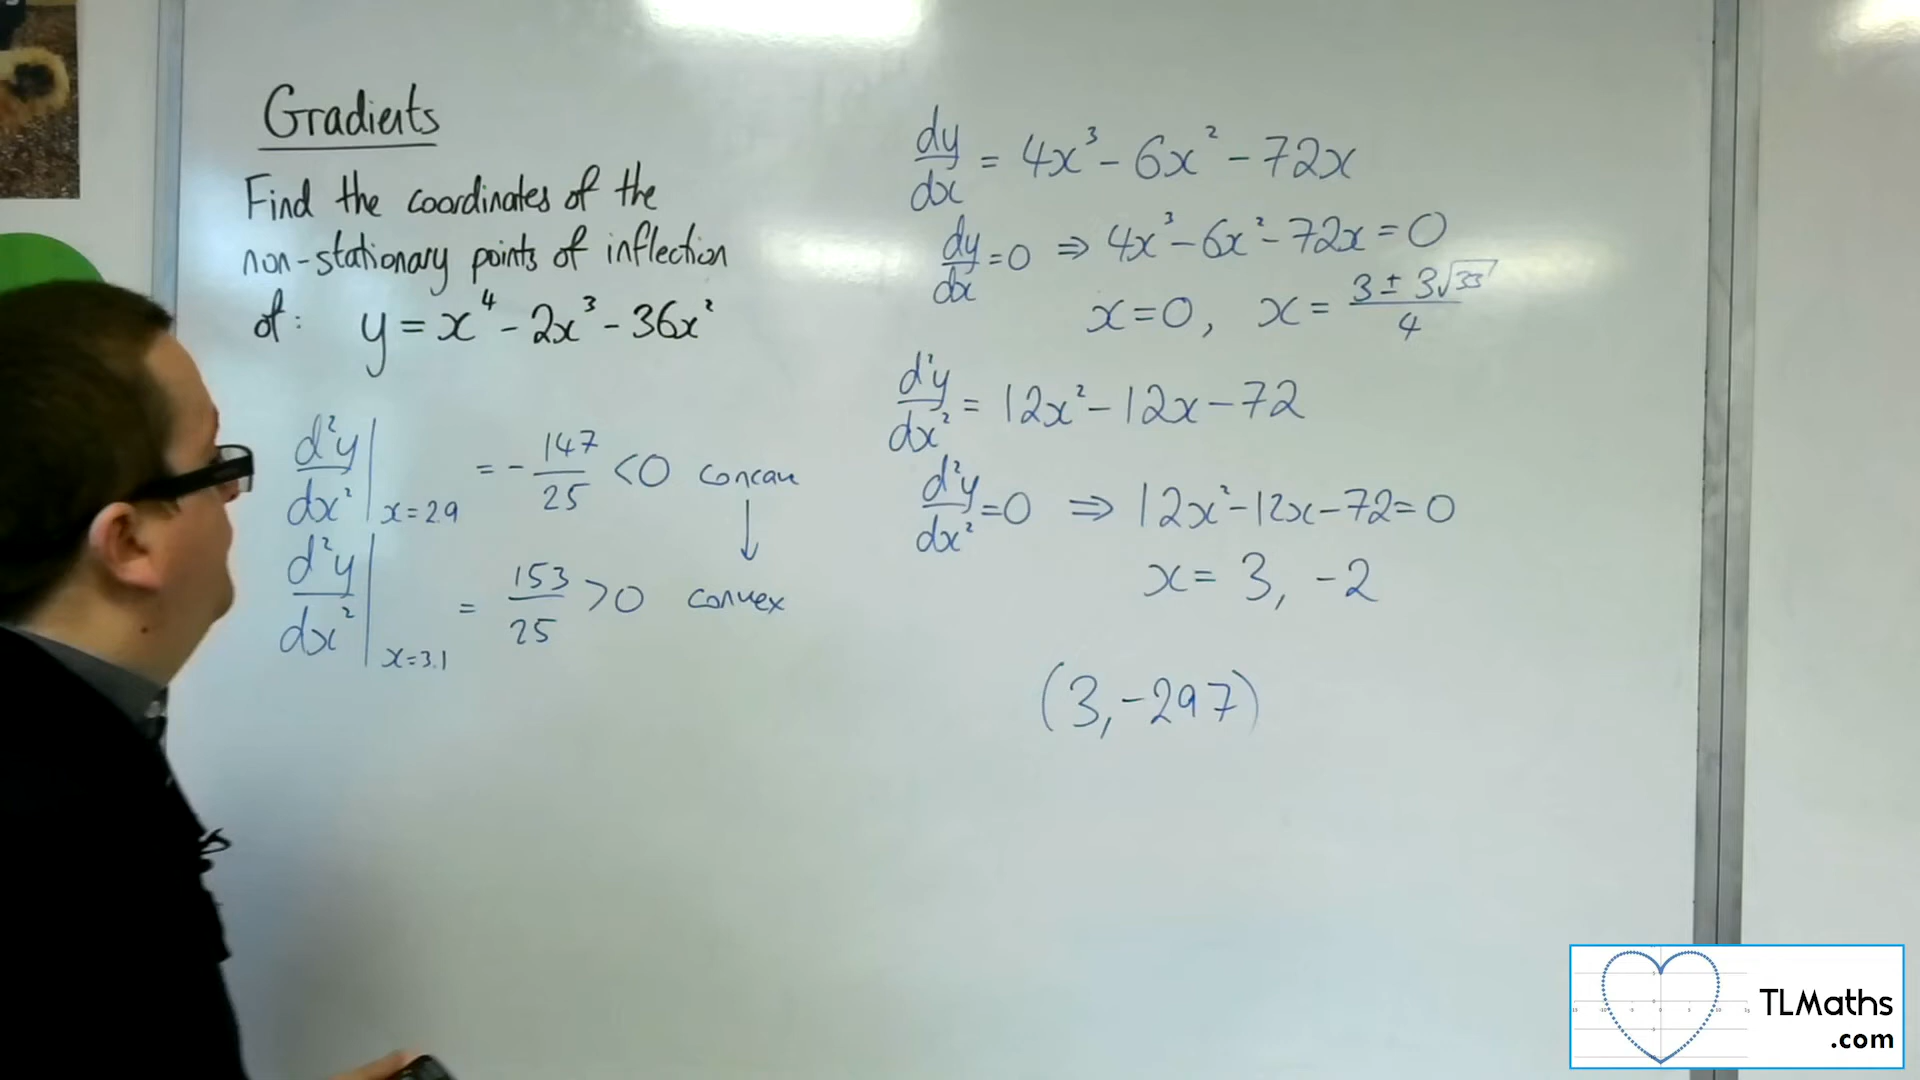 Gradients
Find the coordinates of the
non-stationary points of inflection
of: y = x⁴ - 2x³ - 36x²
d²y/dx² | x=2.9 = - 147/25 < 0 concave
↓
d²y/dx² | x=3.1 = 153/25 > 0 convex
dy/dx = 4x³ - 6x² - 72x
dy/dx = 0 ⇒ 4x³ - 6x² - 72x = 0
x = 0, x = (3 ± 3√33)/4
d²y/dx² = 12x² - 12x - 72
d²y/dx² = 0 ⇒ 12x² - 12x - 72 = 0
x = 3, -2
(3, -297)
TLMaths
.com